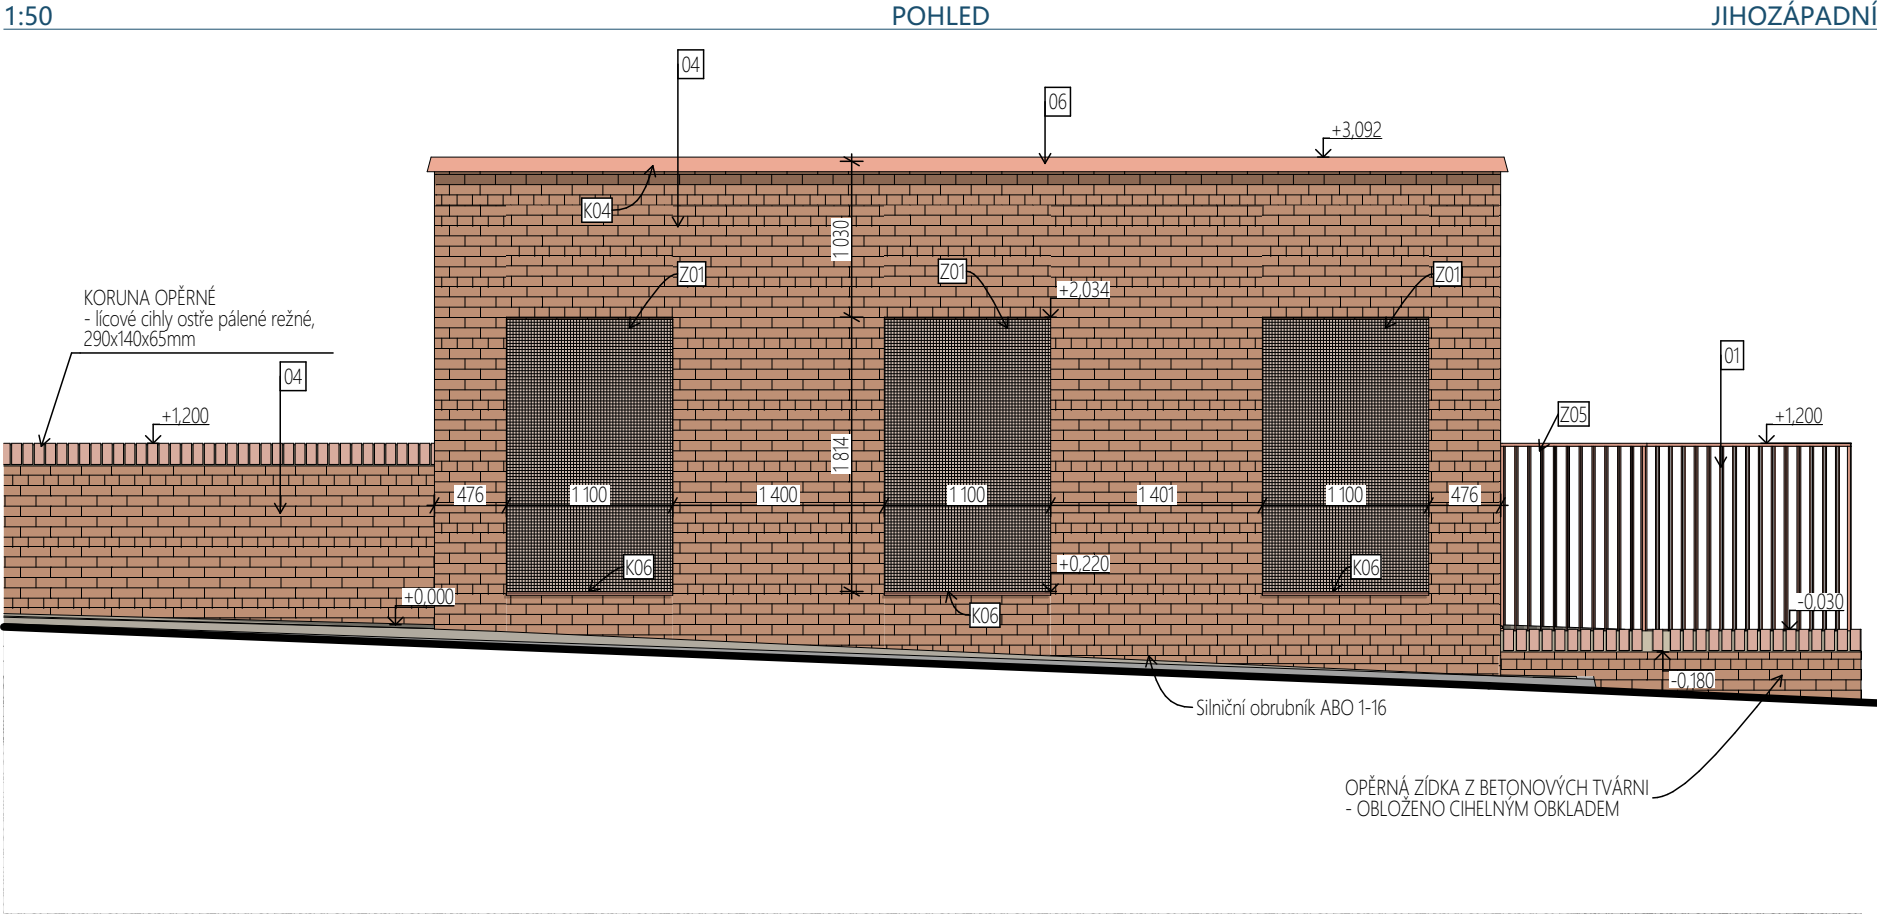 1:50
POHLED
JIHOZÁPADNÍ
04
06
+3,092
K04
1 030
Z01
Z01
Z01
+2,034
KORUNA OPĚRNÉ
- lícové cihly ostře pálené režné,
290x140x65mm
04
01
+1,200
Z05
+1,200
1 814
476
1 100
1 400
1 100
1 401
1 100
476
K06
+0,220
K06
+0,000
K06
-0,030
-0,180
Silniční obrubník ABO 1-16
OPĚRNÁ ZÍDKA Z BETONOVÝCH TVÁRNI
- OBLOŽENO CIHELNÝM OBKLADEM